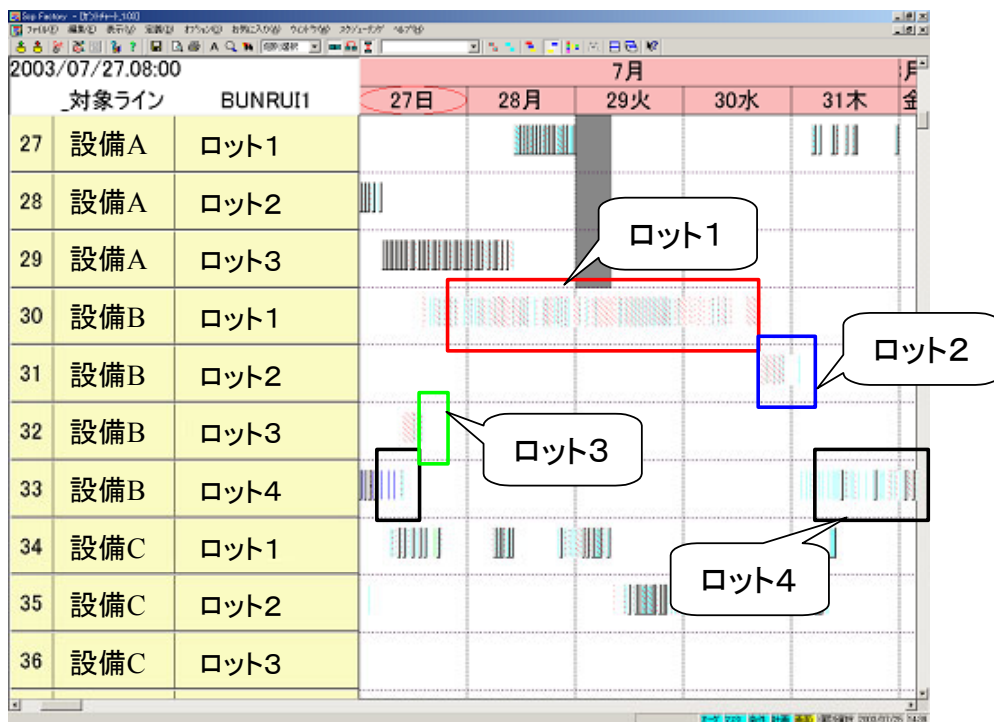 2003/07/27.08:00
7月
_対象ライン BUNRUI1 27日 28月 29火 30水 31木 金
27 設備A ロット1
28 設備A ロット2
29 設備A ロット3
30 設備B ロット1
31 設備B ロット2
32 設備B ロット3
33 設備B ロット4
34 設備C ロット1
35 設備C ロット2
36 設備C ロット3
ロット1
ロット2
ロット3
ロット4